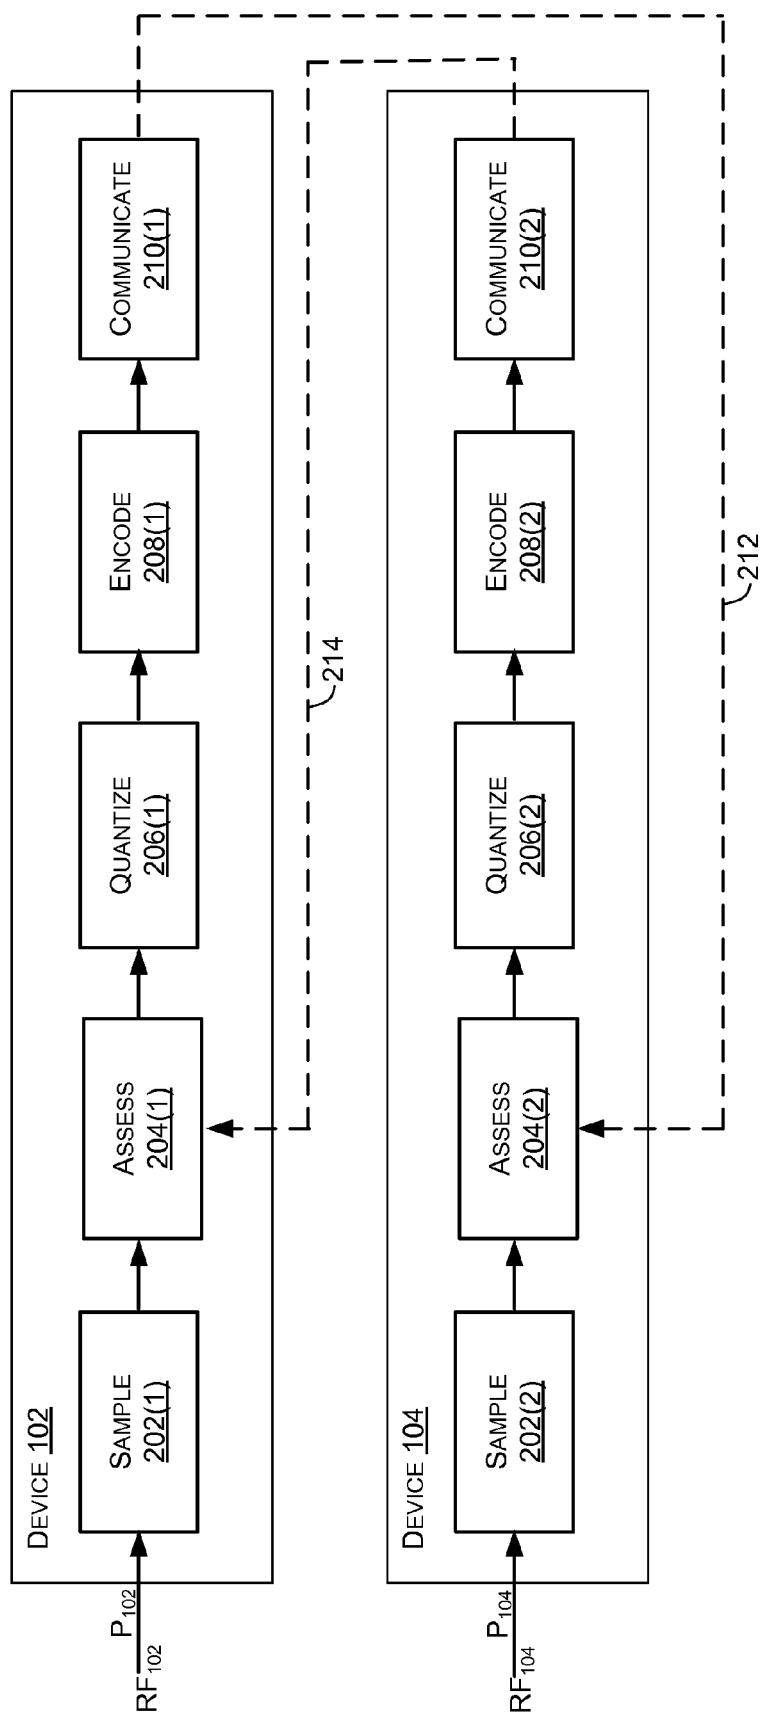 DEVICE 102
RF102
P102
SAMPLE
202(1)
ASSESS
204(1)
QUANTIZE
206(1)
ENCODE
208(1)
COMMUNICATE
210(1)
214
DEVICE 104
RF104
P104
SAMPLE
202(2)
ASSESS
204(2)
QUANTIZE
206(2)
ENCODE
208(2)
COMMUNICATE
210(2)
212